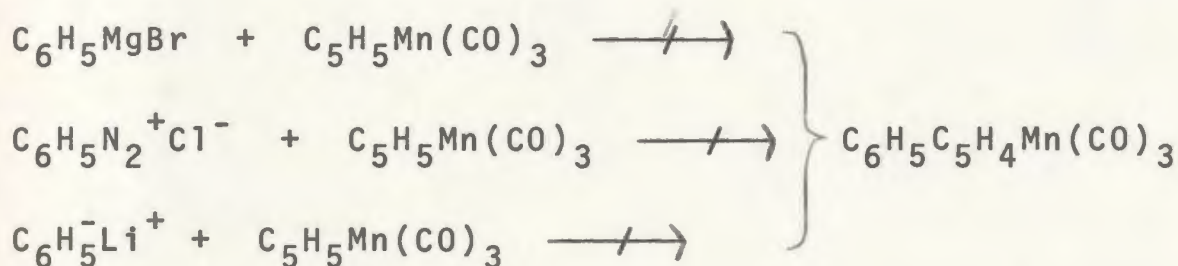 C₆H₅MgBr + C₅H₅Mn(CO)₃ ⟶̸
C₆H₅N₂⁺Cl⁻ + C₅H₅Mn(CO)₃ ⟶̸ } C₆H₅C₅H₄Mn(CO)₃
C₆H₅⁻Li⁺ + C₅H₅Mn(CO)₃ ⟶̸